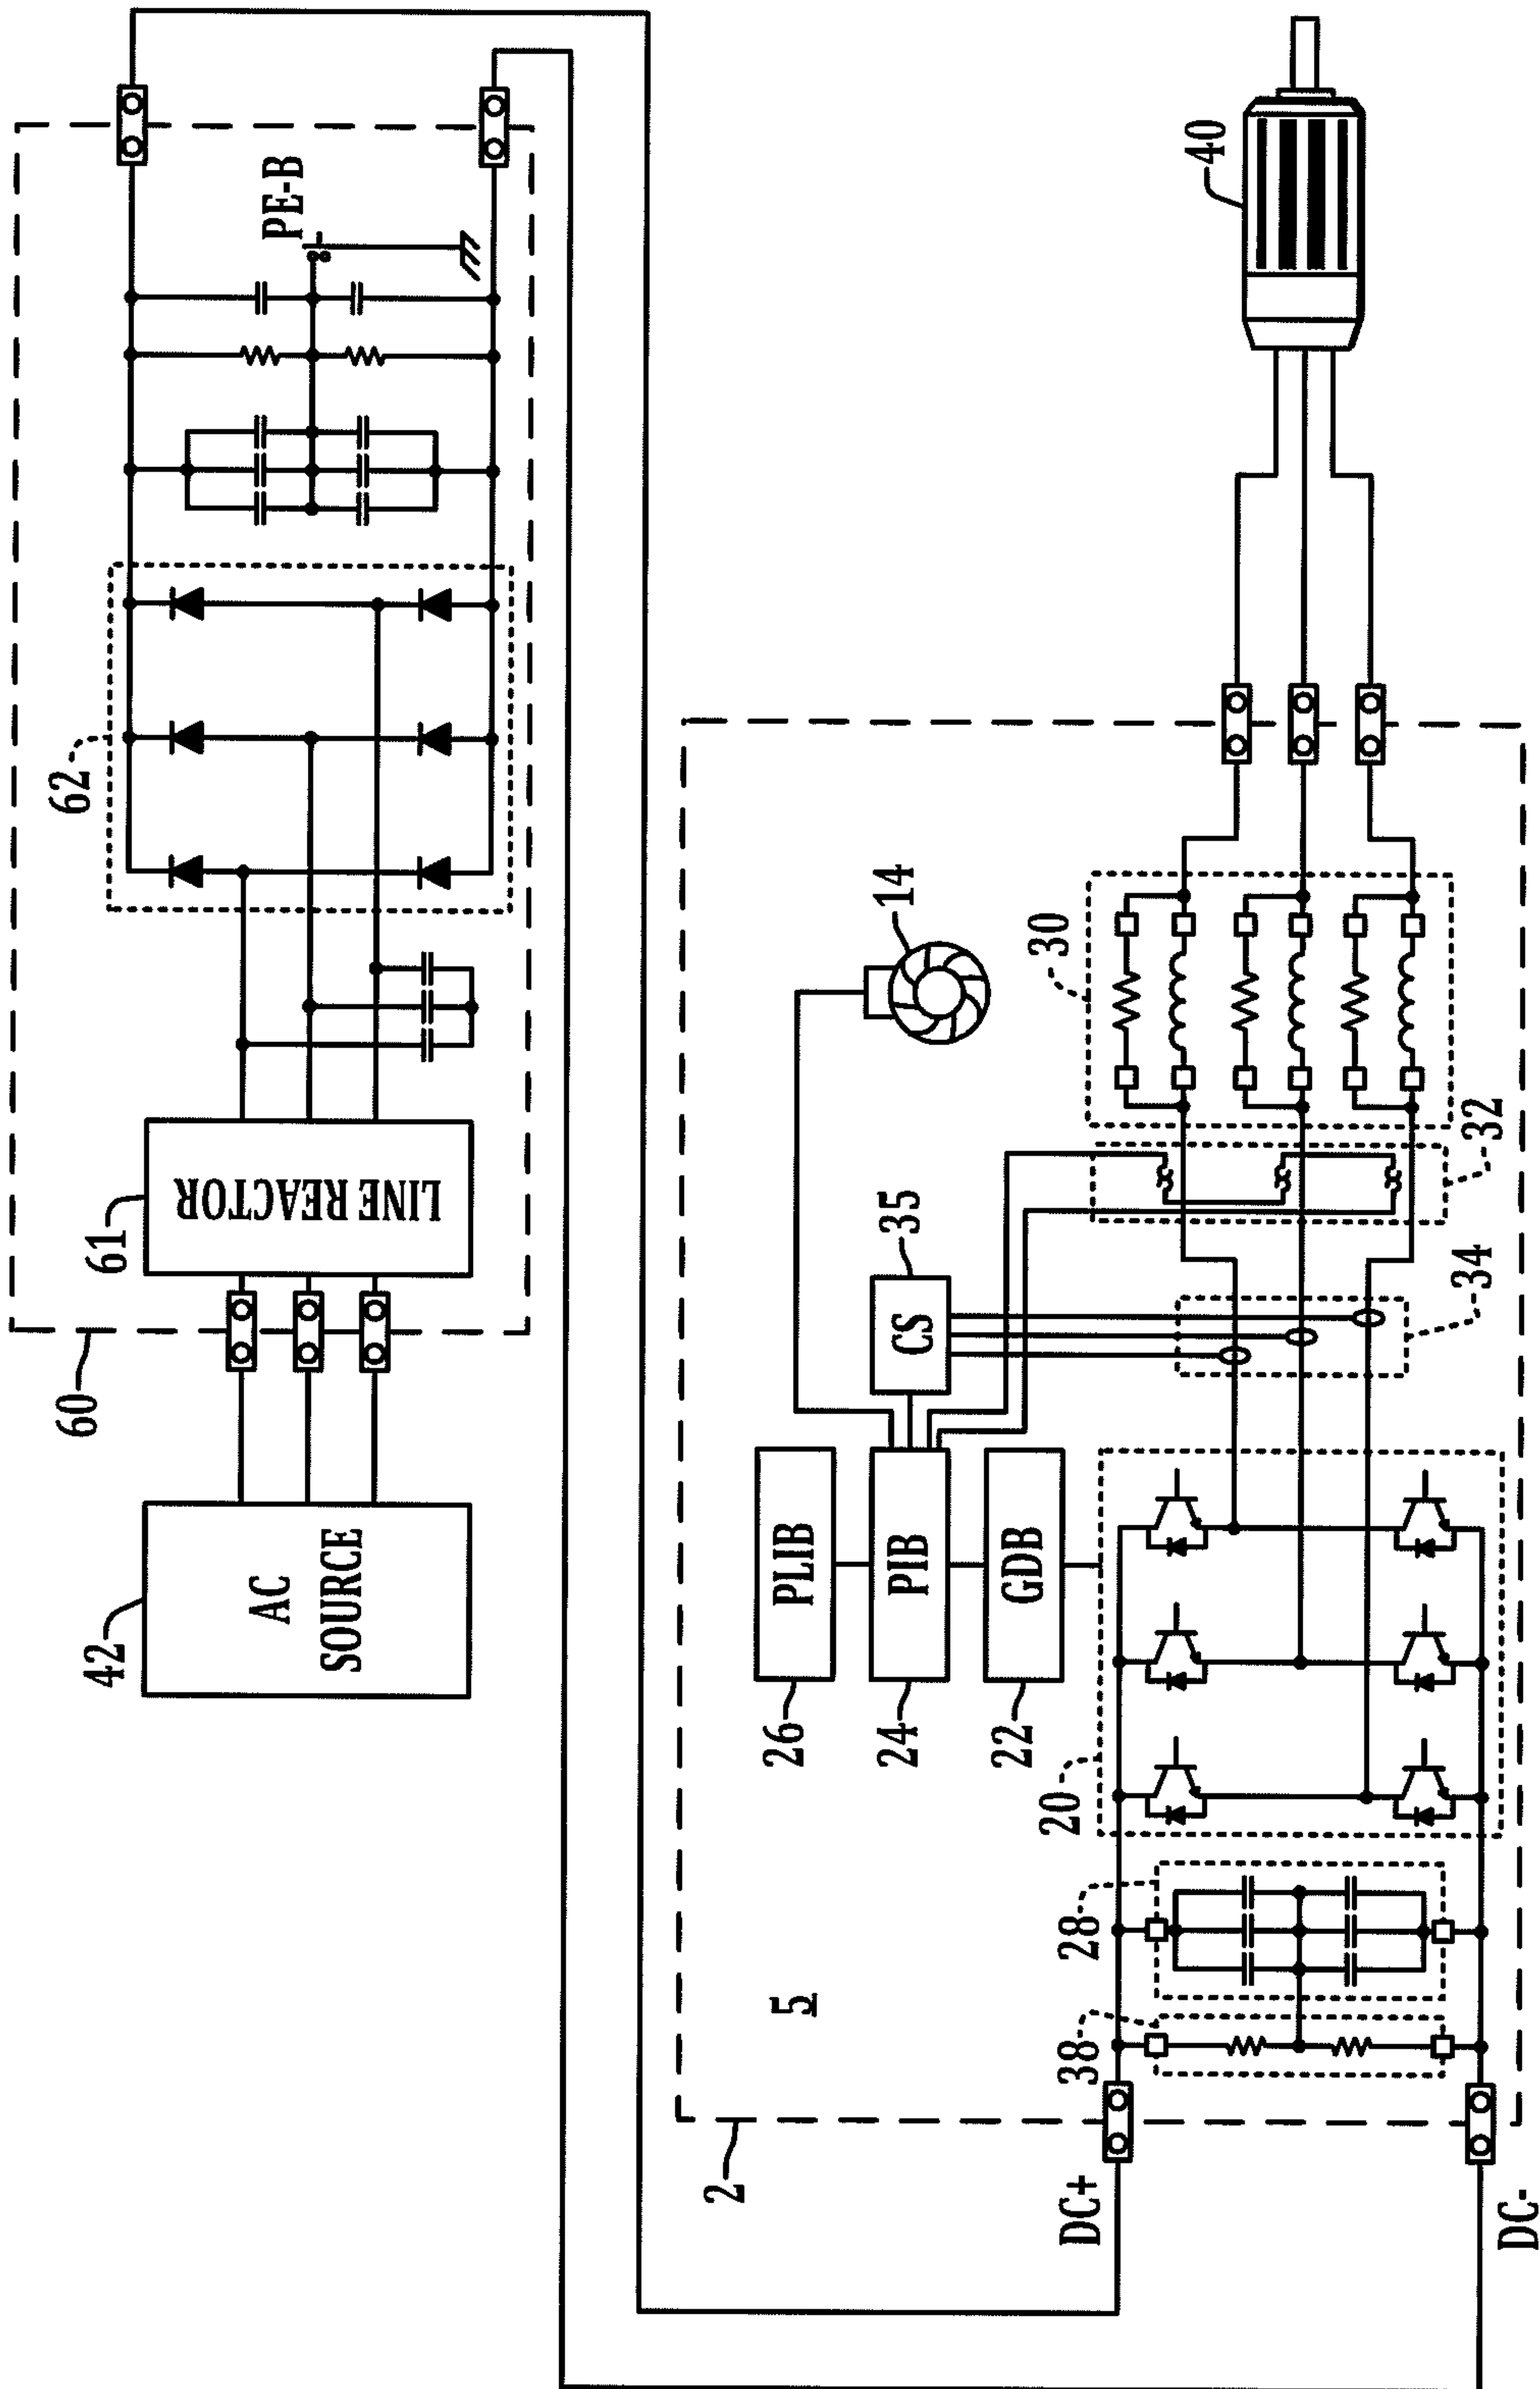 42
AC
SOURCE
60
61
LINE REACTOR
62
PE-B
2
5
DC+
DC-
38
28
20
26
PLIB
24
PIB
22
GDB
35
CS
34
32
30
14
40